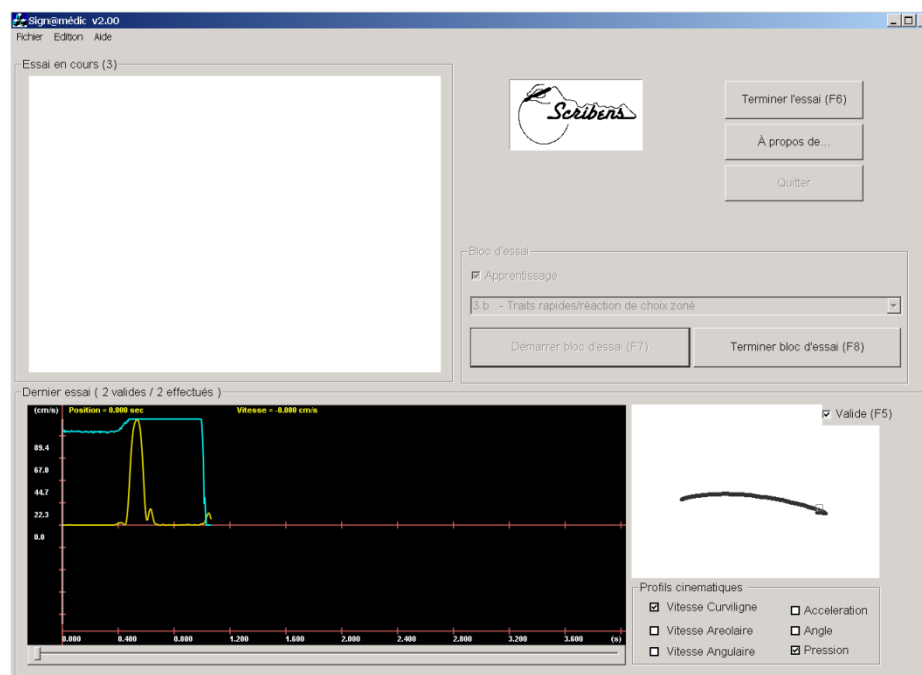 Sign@médic v2.00
Fichier Edition Aide
Essai en cours (3)
Scribens
Terminer l'essai (F6)
À propos de...
Quitter
Bloc d'essai
Apprentissage
3.b. - Traits rapides/réaction de choix zoné
Démarrer bloc d'essai (F7)
Terminer bloc d'essai (F8)
Dernier essai ( 2 valides / 2 effectués )
(cm/s) Position = 0.000 sec Vitesse = -0.000 cm/s
89.4
67.0
44.7
22.3
0.0
0.000 0.400 0.800 1.200 1.600 2.000 2.400 2.800 3.200 3.600 (s)
Valide (F5)
Profils cinematiques
Vitesse Curviligne
Acceleration
Vitesse Areolaire
Angle
Vitesse Angulaire
Pression